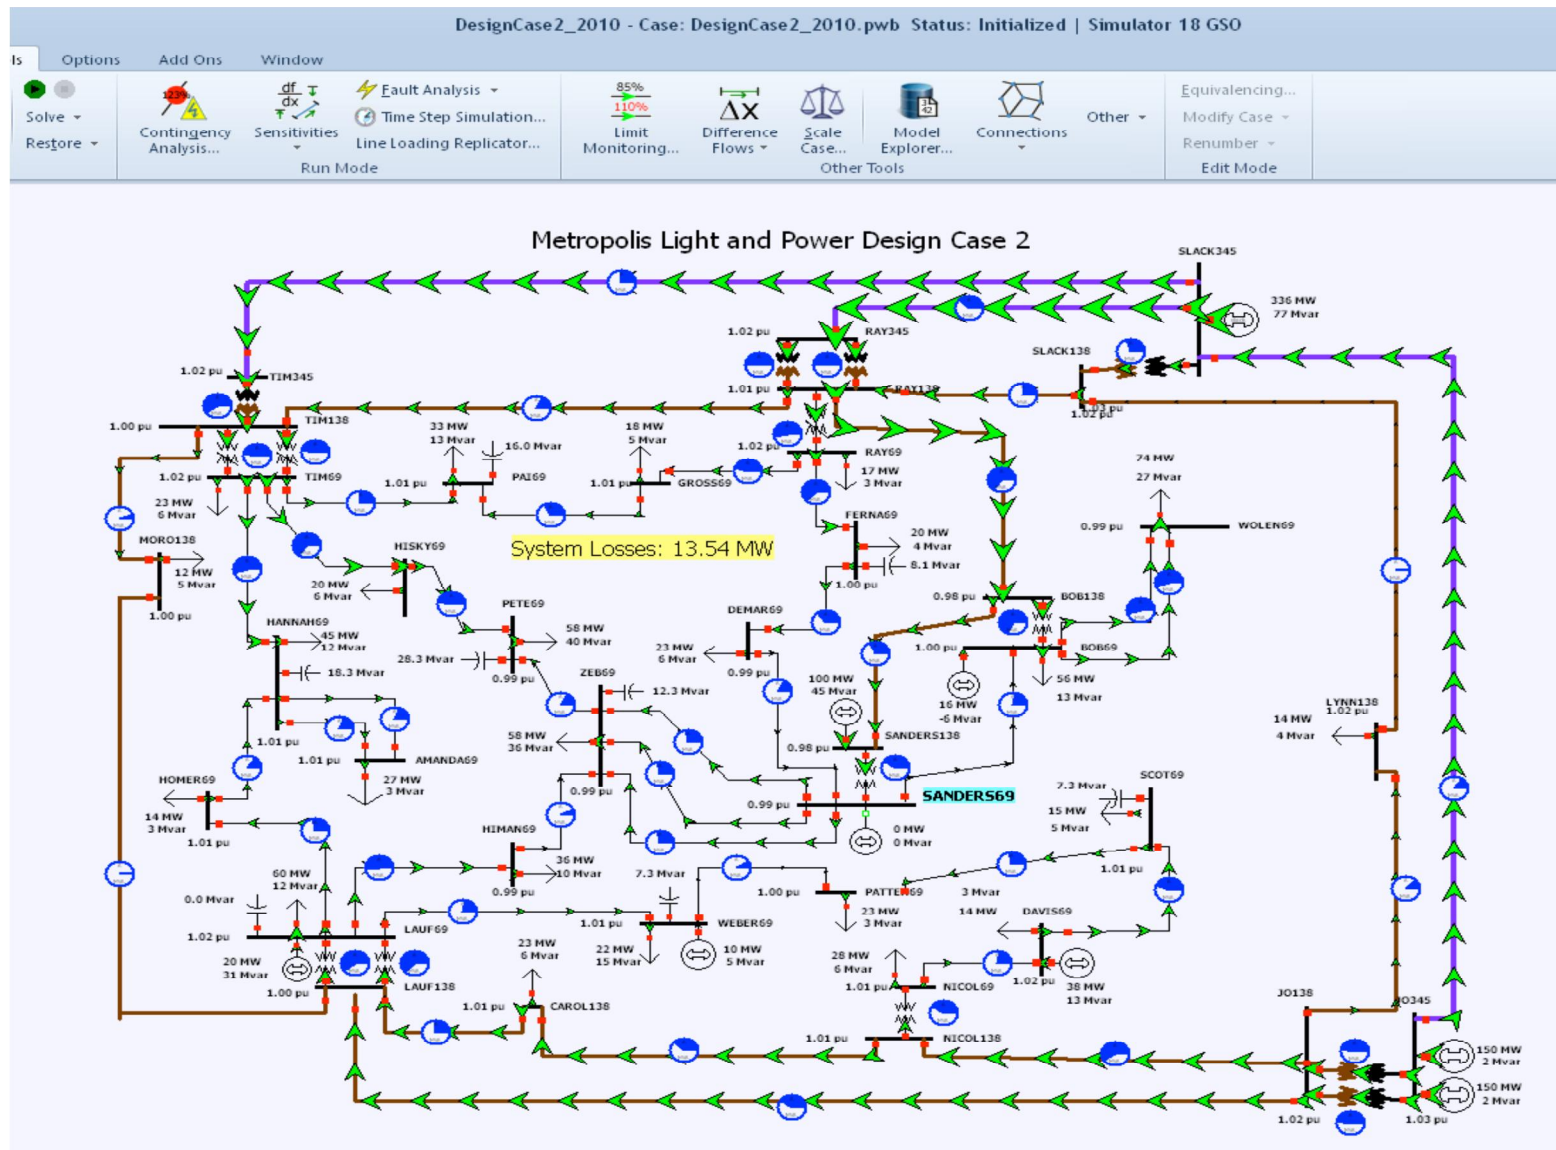 DesignCase2_2010 - Case: DesignCase2_2010.pwb Status: Initialized | Simulator 18 GSO
ls Options Add Ons Window
Solve
Restore
Contingency
Analysis...
Sensitivities
Fault Analysis
Time Step Simulation...
Line Loading Replicator...
Run Mode
85%
110%
Limit
Monitoring...
Difference
Flows
Scale
Case...
Model
Explorer...
Connections
Other
Other Tools
Equivalencing...
Modify Case
Renumber
Edit Mode
Metropolis Light and Power Design Case 2
SLACK345
336 MW
77 Mvar
1.02 pu
RAY345
SLACK138
1.02 pu
TIM345
1.01 pu
RAY138
1.03 pu
1.02 pu
1.00 pu
TIM138
33 MW
13 Mvar
16.0 Mvar
18 MW
5 Mvar
1.02 pu
RAY69
74 MW
27 Mvar
1.02 pu
TIM69
1.01 pu
PAI69
1.01 pu
GROSS69
17 MW
3 Mvar
23 MW
6 Mvar
FERNA69
20 MW
4 Mvar
8.1 Mvar
1.00 pu
0.99 pu
WOLEN69
MORO138
12 MW
5 Mvar
1.00 pu
HISKY69
20 MW
6 Mvar
System Losses: 13.54 MW
PETE69
58 MW
40 Mvar
28.3 Mvar
0.99 pu
DEMAR69
23 MW
6 Mvar
0.99 pu
0.98 pu
BOB138
1.00 pu
BOB69
56 MW
13 Mvar
16 MW
-6 Mvar
HANNAH69
45 MW
12 Mvar
18.3 Mvar
1.01 pu
ZEB69
12.3 Mvar
58 MW
36 Mvar
0.99 pu
100 MW
45 Mvar
SANDERS138
0.98 pu
LYNN138
1.02 pu
14 MW
4 Mvar
1.01 pu
AMANDA69
27 MW
3 Mvar
HOMER69
14 MW
3 Mvar
1.01 pu
0.99 pu
SANDERS69
0 MW
0 Mvar
SCOT69
7.3 Mvar
15 MW
5 Mvar
1.01 pu
HIMAN69
36 MW
10 Mvar
0.99 pu
60 MW
12 Mvar
0.0 Mvar
7.3 Mvar
1.00 pu
PATTEN69
23 MW
3 Mvar
3 Mvar
14 MW
DAVIS69
1.02 pu
LAUF69
1.01 pu
WEBER69
22 MW
15 Mvar
10 MW
5 Mvar
20 MW
31 Mvar
23 MW
6 Mvar
28 MW
6 Mvar
1.02 pu
38 MW
13 Mvar
1.00 pu
LAUF138
1.01 pu
CAROL138
1.01 pu
NICOL69
1.01 pu
NICOL138
JO138
JO345
150 MW
2 Mvar
150 MW
2 Mvar
1.02 pu
1.03 pu